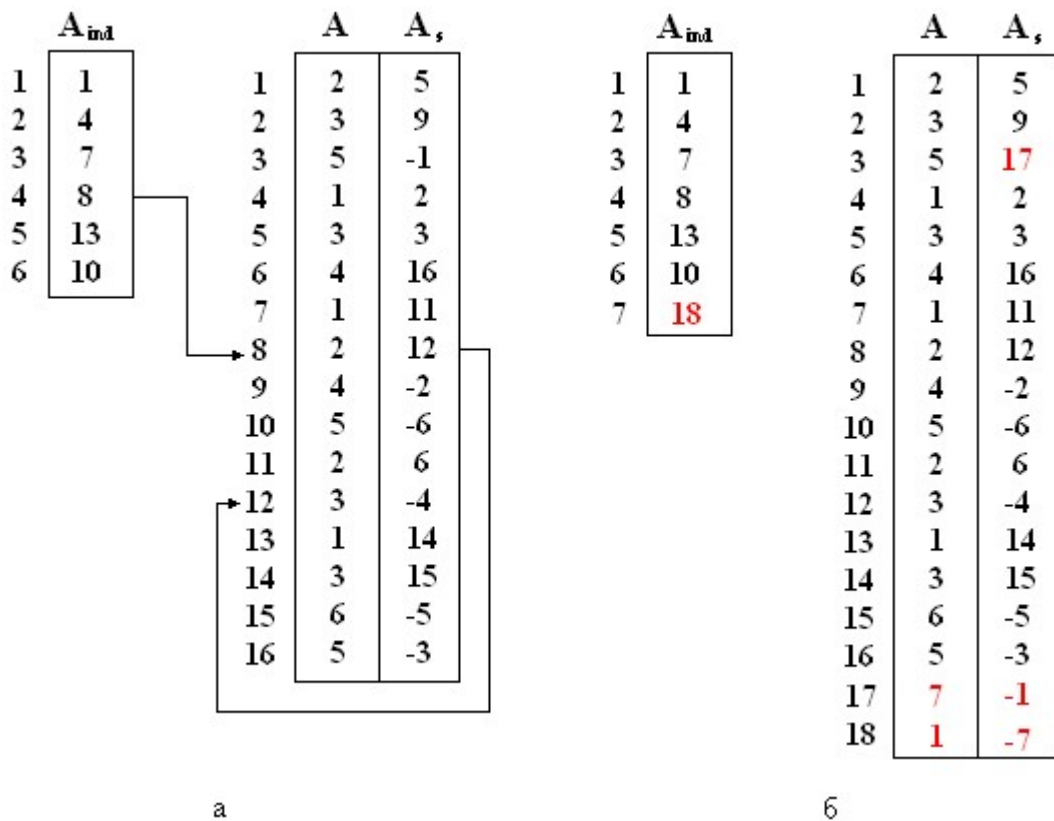 A ind A A s A ind A A s
1 1 1 2 5 1 1 1 2 5
2 4 2 3 9 2 4 2 3 9
3 7 3 5 -1 3 7 3 5 17
4 8 4 1 2 4 8 4 1 2
5 13 5 3 3 5 13 5 3 3
6 10 6 4 16 6 10 6 4 16
7 1 11 7 18 7 1 11
8 2 12 8 2 12
9 4 -2 9 4 -2
10 5 -6 10 5 -6
11 2 6 11 2 6
12 3 -4 12 3 -4
13 1 14 13 1 14
14 3 15 14 3 15
15 6 -5 15 6 -5
16 5 -3 16 5 -3
17 7 -1
18 1 -7
а б